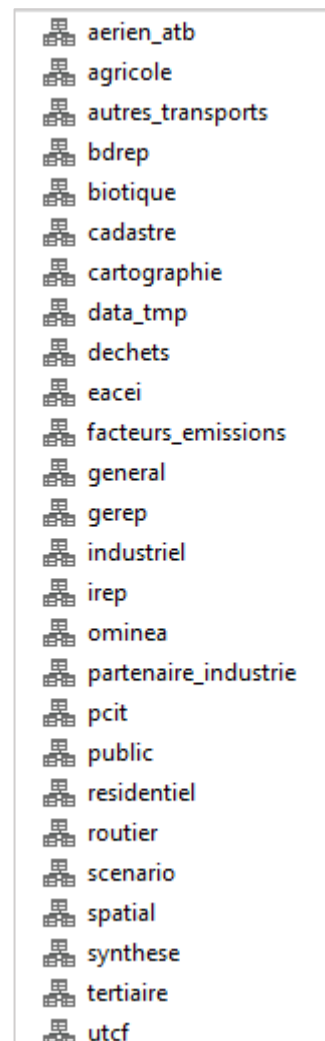 aerien_atb
agricole
autres_transports
bdrep
biotique
cadastre
cartographie
data_tmp
dechets
eacei
facteurs_emissions
general
gerep
industriel
irep
ominea
partenaire_industrie
pcit
public
residentiel
routier
scenario
spatial
synthese
tertiaire
utcf